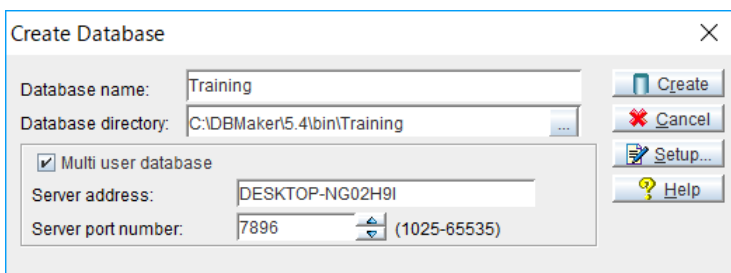 Create Database
Database name: Training Create
Database directory: C:\DBMaker\5.4\bin\Training ... Cancel
Multi user database Setup...
Server address: DESKTOP-NG02H9I Help
Server port number: 7896 (1025-65535)